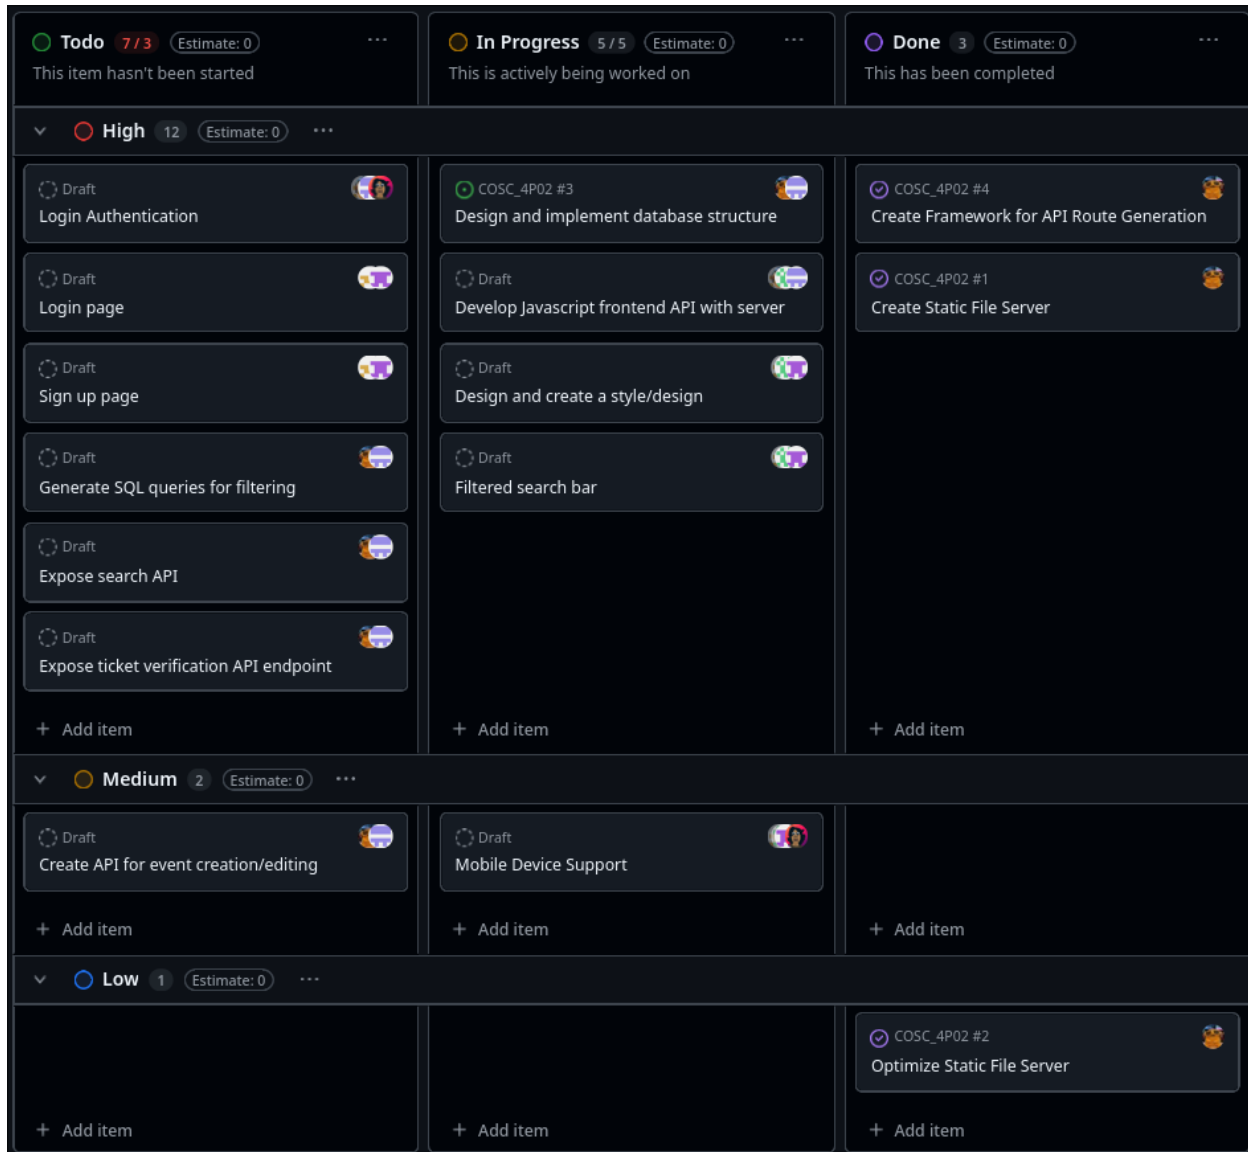 Todo 7 / 3 Estimate: 0
This item hasn't been started
In Progress 5 / 5 Estimate: 0
This is actively being worked on
Done 3 Estimate: 0
This has been completed
High 12 Estimate: 0
Draft
Login Authentication
Draft
Login page
Draft
Sign up page
Draft
Generate SQL queries for filtering
Draft
Expose search API
Draft
Expose ticket verification API endpoint
+ Add item
COSC_4P02 #3
Design and implement database structure
Draft
Develop Javascript frontend API with server
Draft
Design and create a style/design
Draft
Filtered search bar
+ Add item
COSC_4P02 #4
Create Framework for API Route Generation
COSC_4P02 #1
Create Static File Server
+ Add item
Medium 2 Estimate: 0
Draft
Create API for event creation/editing
+ Add item
Draft
Mobile Device Support
+ Add item
+ Add item
Low 1 Estimate: 0
+ Add item
+ Add item
COSC_4P02 #2
Optimize Static File Server
+ Add item